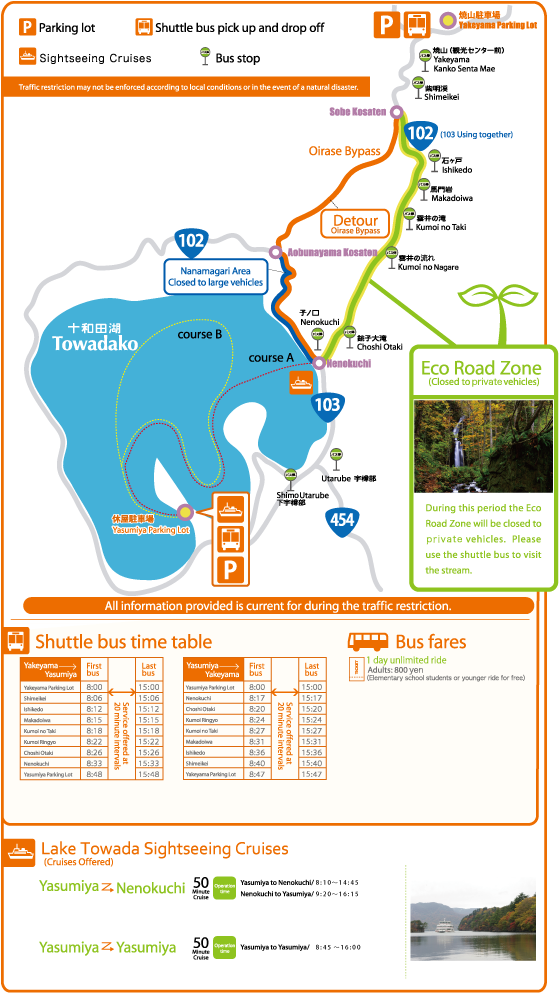 P Parking lot
Shuttle bus pick up and drop off
Sightseeing Cruises
Bus stop
Traffic restriction may not be enforced according to local conditions or in the event of a natural disaster.
P
焼山駐車場
Yakeyama Parking Lot
焼山（観光センター前）
Yakeyama
Kanko Senta Mae
紫明渓
Shimeikei
Sobe Kosaten
102
(103 Using together)
Oirase Bypass
石ヶ戸
Ishikedo
馬門岩
Makadoiwa
Detour
Oirase Bypass
雲井の滝
Kumoi no Taki
102
Aobunayama Kosaten
雲井の流れ
Kumoi no Nagare
Nanamagari Area
Closed to large vehicles
子ノ口
Nenokuchi
銚子大滝
Choshi Otaki
十和田湖
Towadako
course B
course A
Nenokuchi
103
Eco Road Zone
(Closed to private vehicles)
Utarube 宇樽部
Shimo Utarube
下宇樽部
454
休屋駐車場
Yasumiya Parking Lot
P
During this period the Eco
Road Zone will be closed to
private vehicles. Please
use the shuttle bus to visit
the stream.
All information provided is current for during the traffic restriction.
Shuttle bus time table
Yakeyama Yasumiya First bus Last bus
Yakeyama Parking Lot 8:00 15:00
Shimeikei 8:06 15:06
Ishikedo 8:12 15:12
Makadoiwa 8:15 15:15
Kumoi no Taki 8:18 15:18
Kumoi Ringyo 8:22 15:22
Choshi Otaki 8:26 15:26
Nenokuchi 8:33 15:33
Yasumiya Parking Lot 8:48 15:48
Service offered at
20 minute intervals
Yasumiya Yakeyama First bus Last bus
Yasumiya Parking Lot 8:00 15:00
Nenokuchi 8:17 15:17
Choshi Otaki 8:20 15:20
Kumoi Ringyo 8:24 15:24
Kumoi no Taki 8:27 15:27
Makadoiwa 8:31 15:31
Ishikedo 8:36 15:36
Shimeikei 8:40 15:40
Yakeyama Parking Lot 8:47 15:47
Service offered at
20 minute intervals
Bus fares
TICKET
1 day unlimited ride
Adults: 800 yen
(Elementary school students or younger ride for free)
Lake Towada Sightseeing Cruises
(Cruises Offered)
Yasumiya Nenokuchi
50 Minute Cruise
Operation time
Yasumiya to Nenokuchi/ 8:10～14:45
Nenokuchi to Yasumiya/ 9:20～16:15
Yasumiya Yasumiya
50 Minute Cruise
Operation time
Yasumiya to Yasumiya/ 8:45 ～16:00